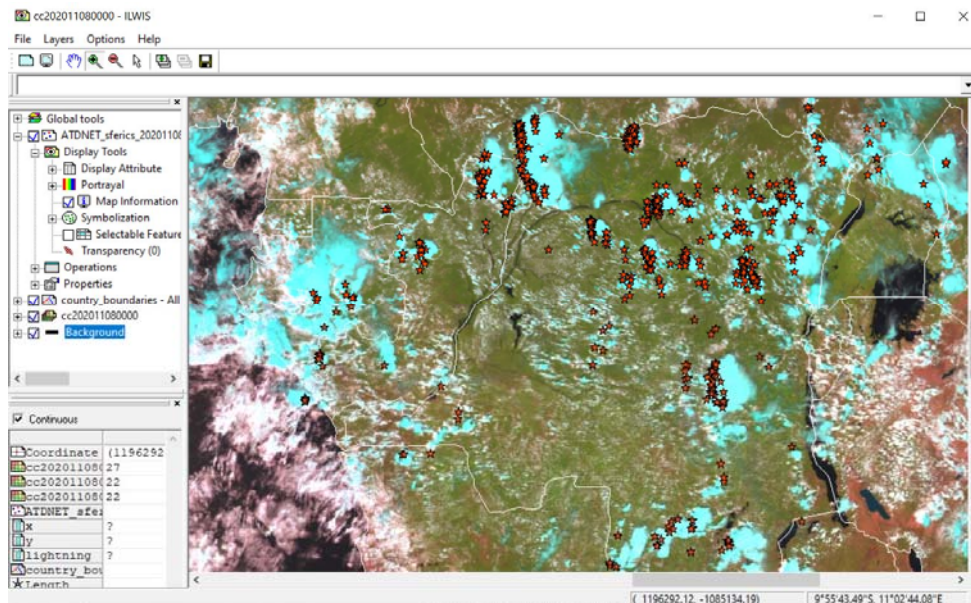 cc202011080000 - ILWIS
File Layers Options Help
Global tools
ATDNET_sferics_2020110
Display Tools
Display Attribute
Portrayal
Map Information
Symbolization
Selectable Feature
Transparency (0)
Operations
Properties
country_boundaries - All
cc202011080000
Background
Continuous
Coordinate (1196292
cc20201108( 27
cc20201108( 22
cc20201108( 22
ATDNET_sfe
x ?
y ?
lightning ?
country_bou
Length
( 1196292.12, -1085134.19) 9°55'43.49"S, 11°02'44.08"E